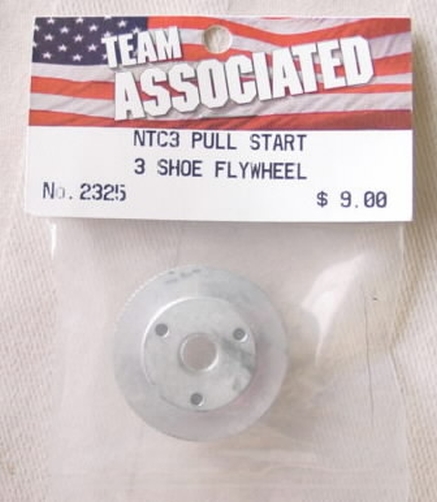 TEAM
ASSOCIATED
NTC3 PULL START
3 SHOE FLYWHEEL
No. 2325
$ 9.00